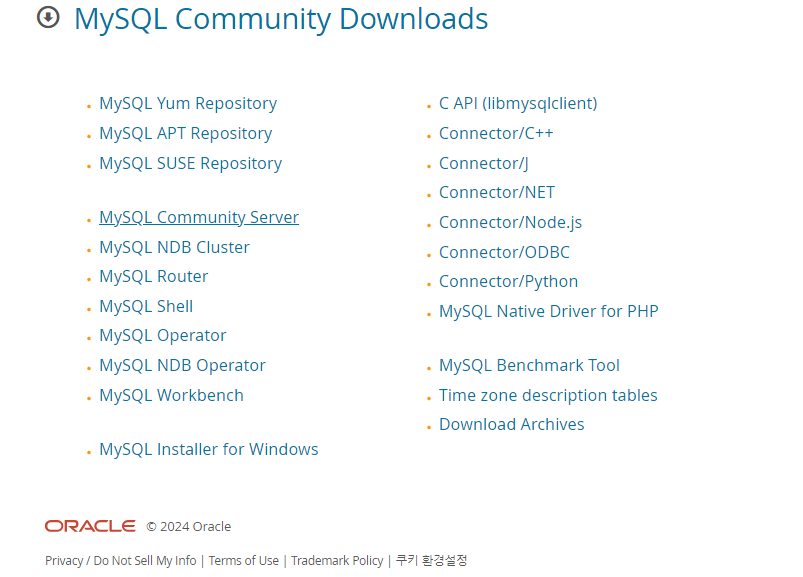 MySQL Community Downloads
MySQL Yum Repository
MySQL APT Repository
MySQL SUSE Repository
MySQL Community Server
MySQL NDB Cluster
MySQL Router
MySQL Shell
MySQL Operator
MySQL NDB Operator
MySQL Workbench
MySQL Installer for Windows
C API (libmysqlclient)
Connector/C++
Connector/J
Connector/NET
Connector/Node.js
Connector/ODBC
Connector/Python
MySQL Native Driver for PHP
MySQL Benchmark Tool
Time zone description tables
Download Archives
ORACLE © 2024 Oracle
Privacy / Do Not Sell My Info | Terms of Use | Trademark Policy | 쿠키 환경설정